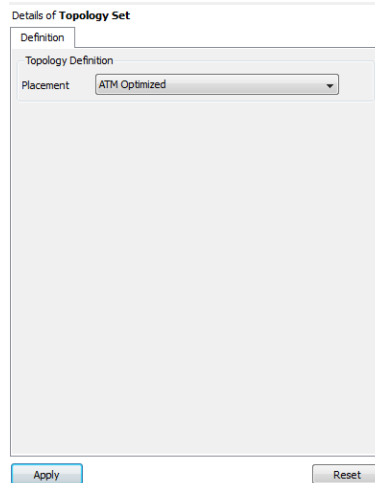 Details of Topology Set
Definition
Topology Definition
Placement ATM Optimized
Apply Reset